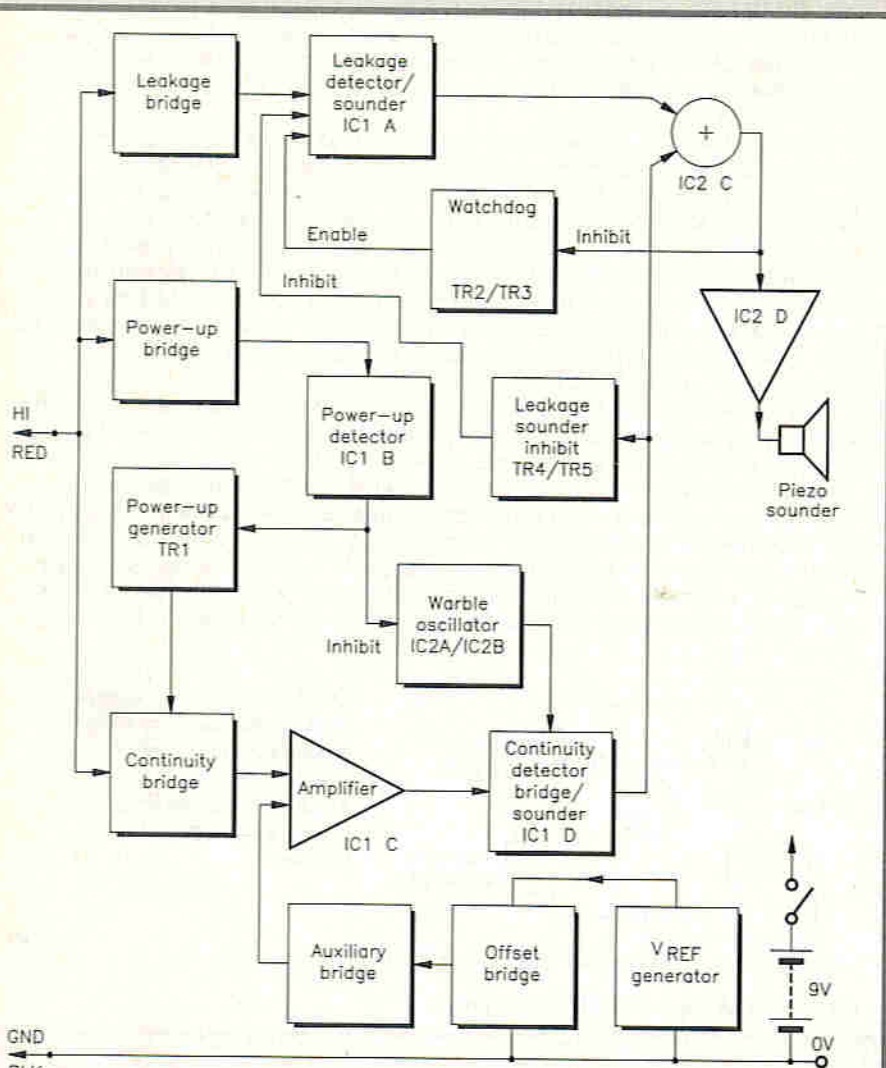 Leakage
bridge
Leakage
detector/
sounder
IC1 A
+
IC2 C
Watchdog
TR2/TR3
Enable
Inhibit
Inhibit
IC2 D
Power-up
bridge
HI
RED
Power-up
detector
IC1 B
Leakage
sounder
inhibit
TR4/TR5
Piezo
sounder
Power-up
generator
TR1
Inhibit
Warble
oscillator
IC2A/IC2B
Continuity
bridge
Amplifier
IC1 C
Continuity
detector
bridge/
sounder
IC1 D
Auxiliary
bridge
Offset
bridge
VREF
generator
9V
0V
GND